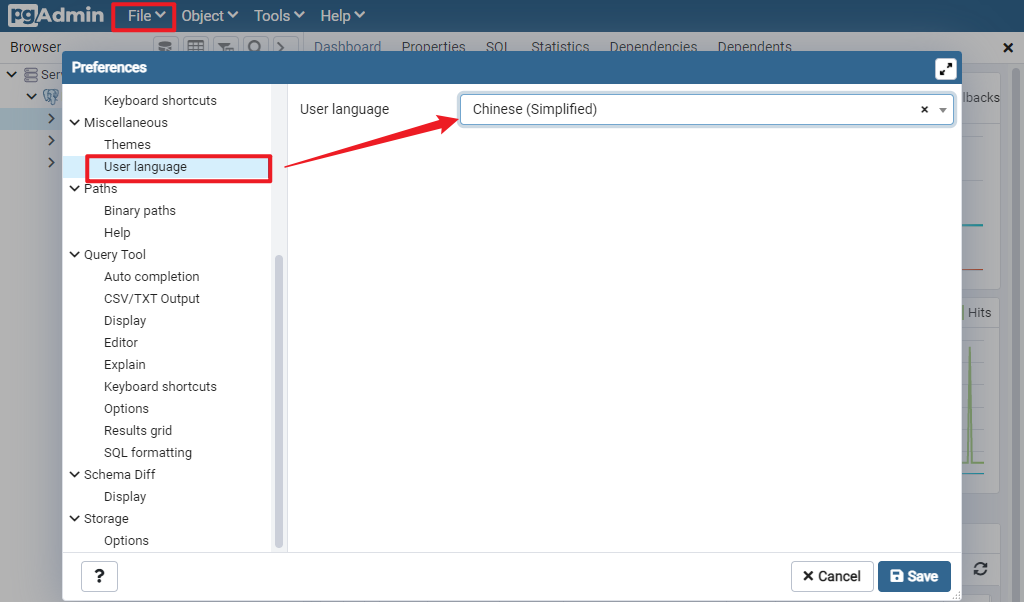 pgAdmin File Object Tools Help
Browser Dashboard Properties SQL Statistics Dependencies Dependents
Preferences
Keyboard shortcuts
Miscellaneous
Themes
User language
Paths
Binary paths
Help
Query Tool
Auto completion
CSV/TXT Output
Display
Editor
Explain
Keyboard shortcuts
Options
Results grid
SQL formatting
Schema Diff
Display
Storage
Options
User language Chinese (Simplified)
Hits
? Cancel Save